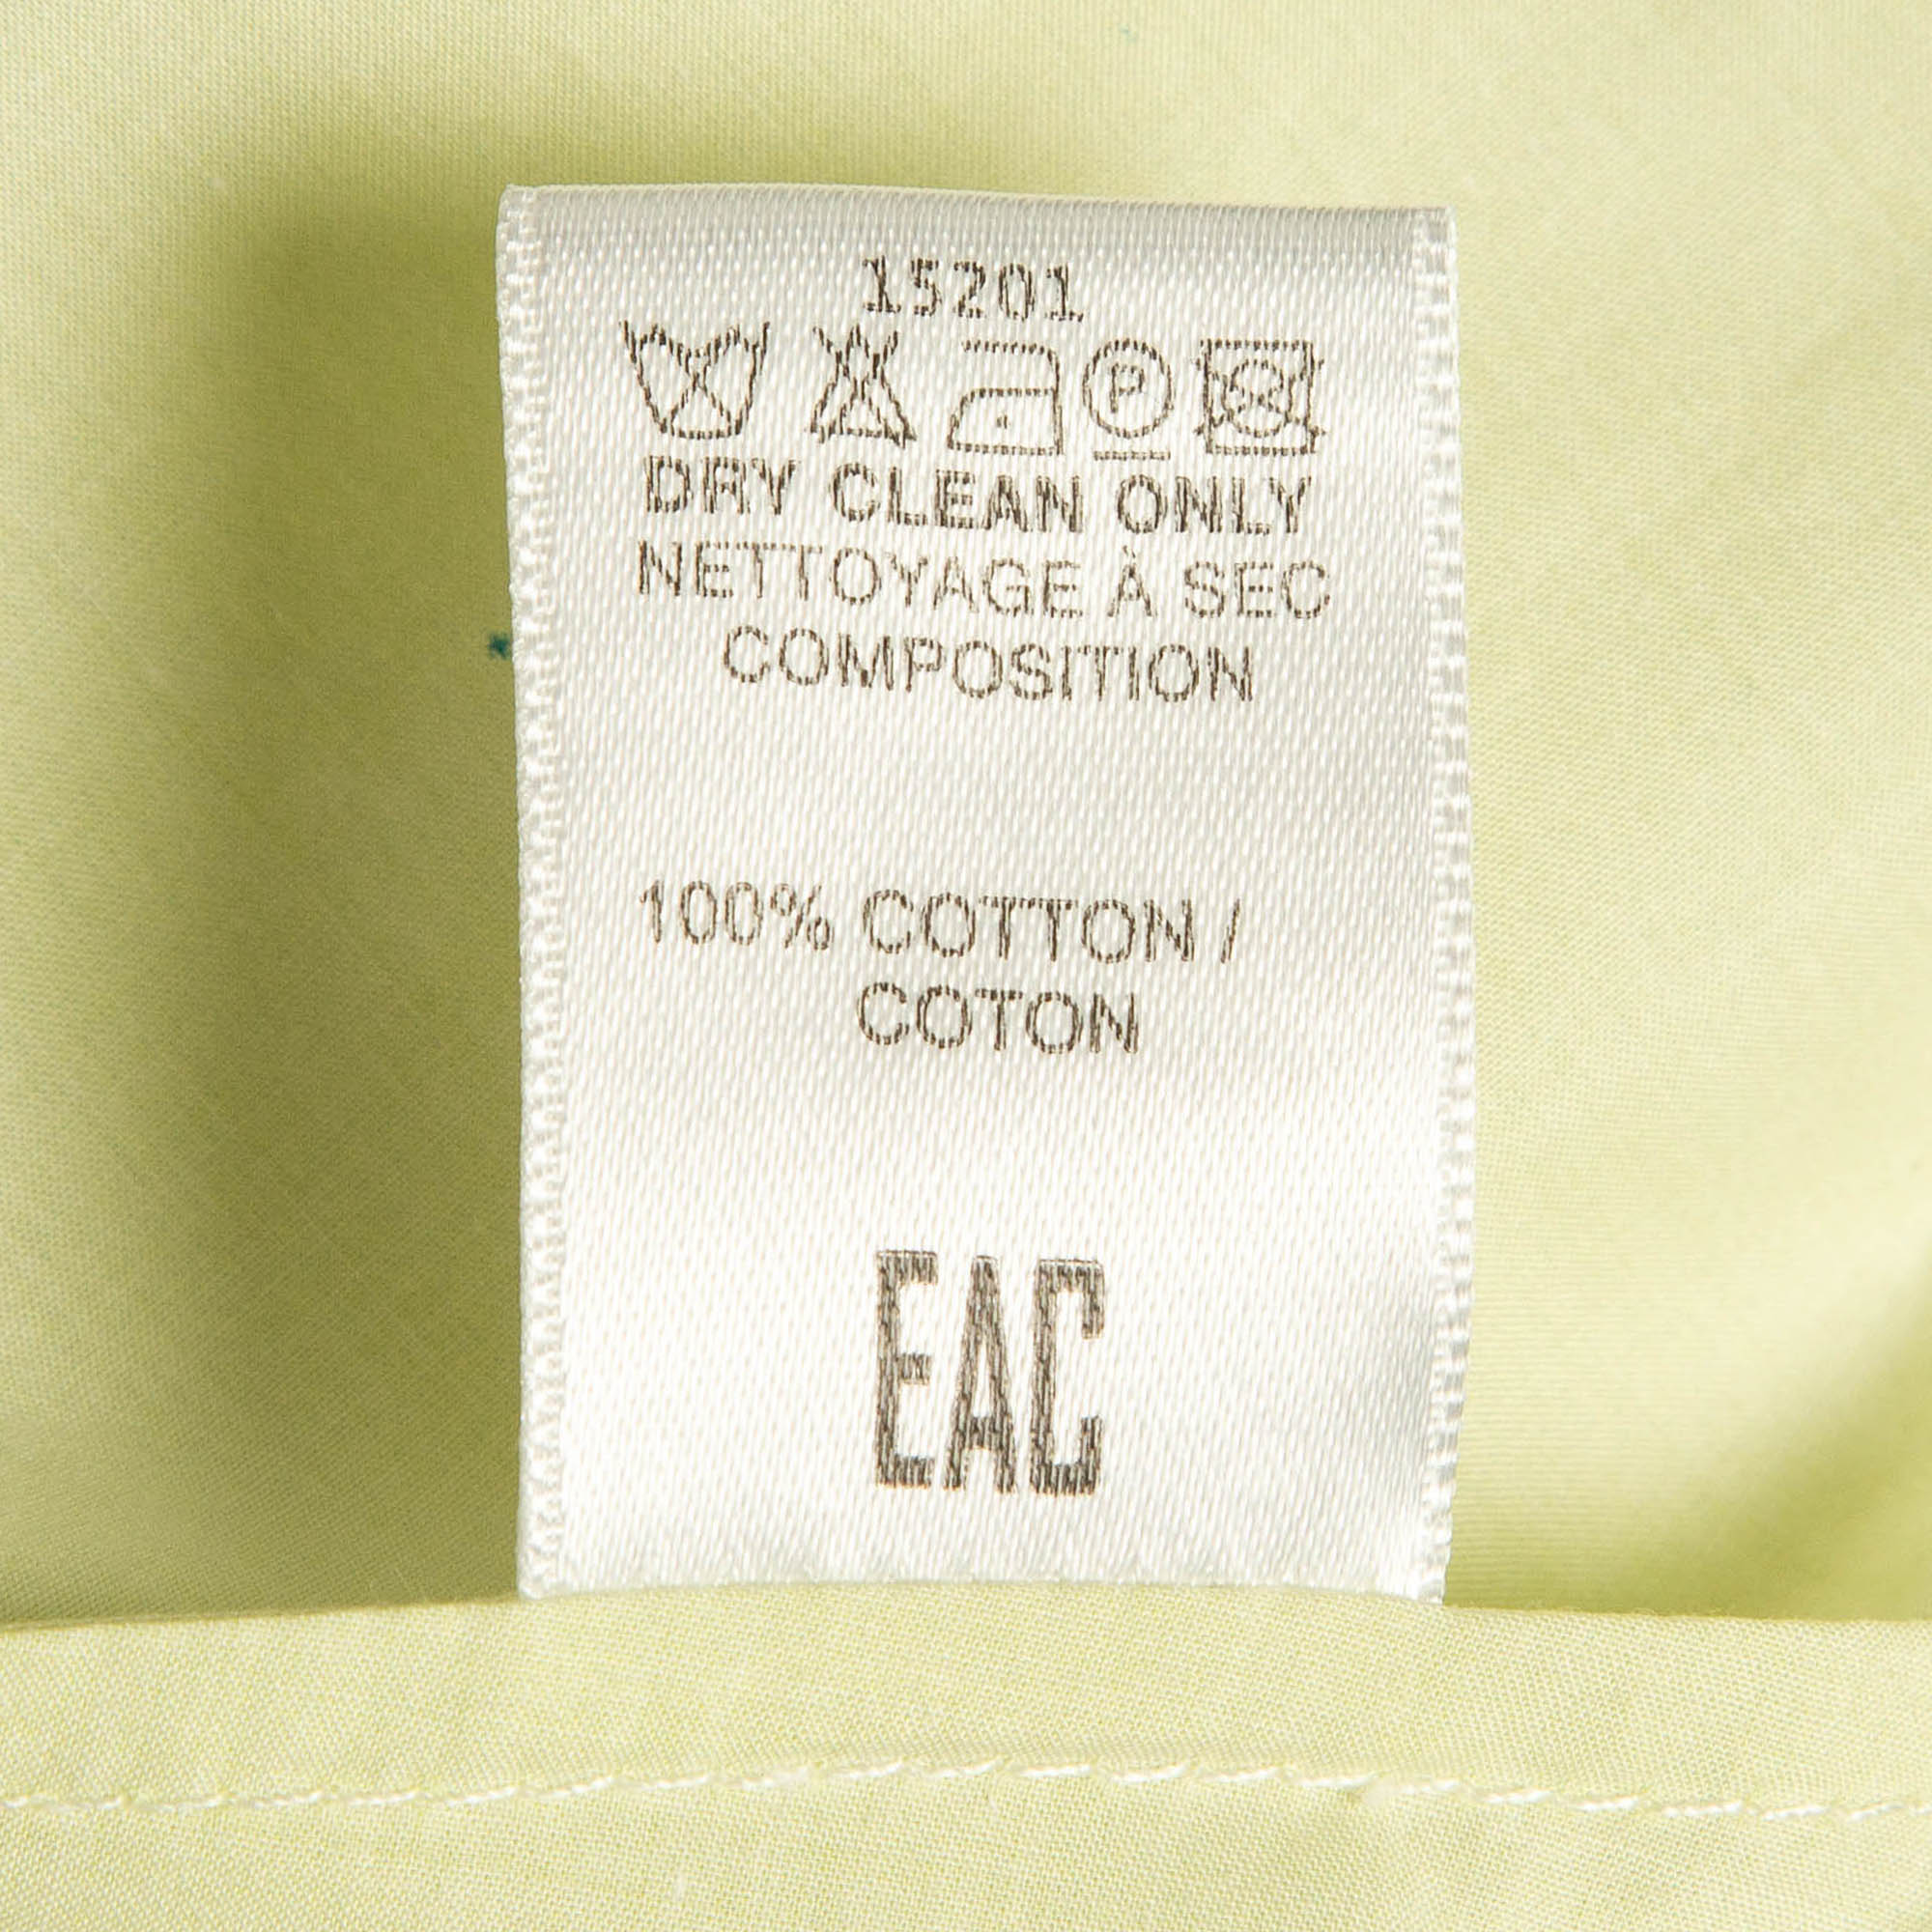 15201
P
DRY CLEAN ONLY
NETTOYAGE À SEC
COMPOSITION
100% COTTON /
COTON
EAC